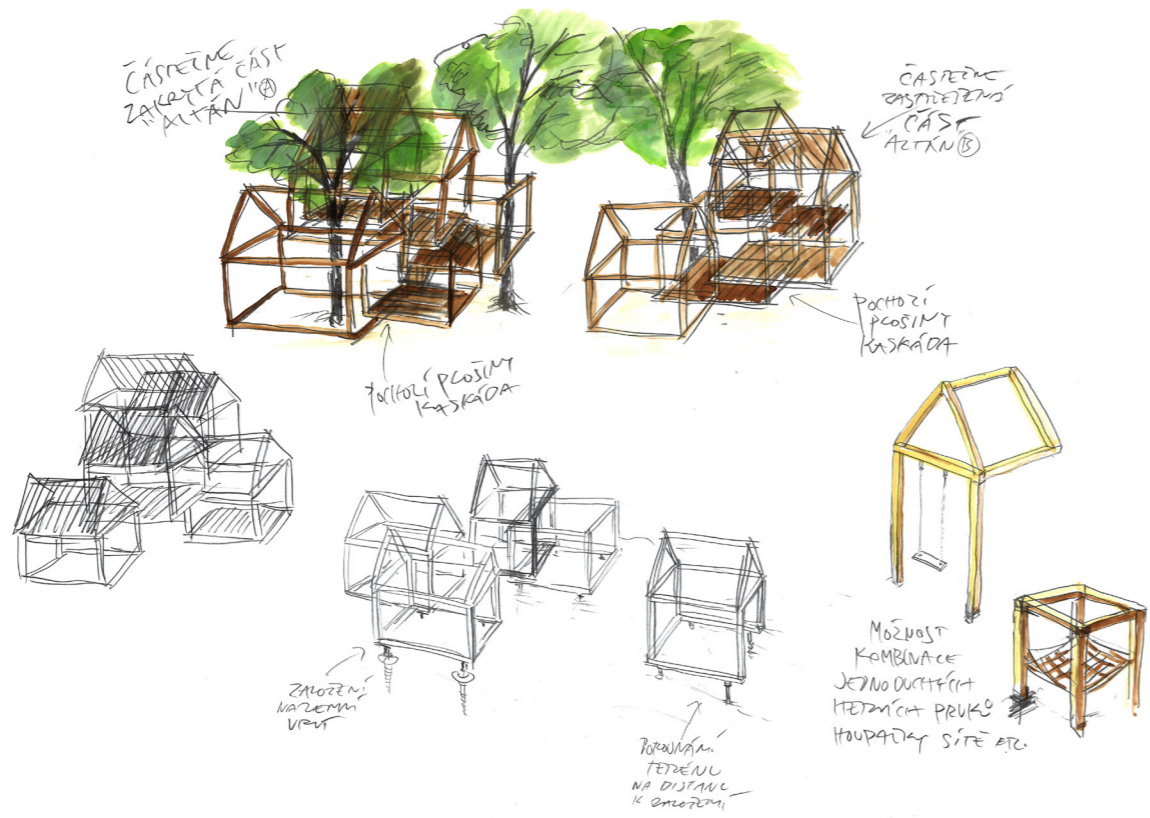 ČÁSTEČNĚ
ZAKRYTÁ ČÁST
"ALTÁN" A
ČÁSTEČNĚ
ZASTŘEŠENÁ
ČÁST
"ALTÁN" B
POCHOZÍ PLOŠINY
KASKÁDA
POCHOZÍ
PLOŠINY
KASKÁDA
ZALOŽENÍ
NA ZEMNÍ
VRUT
POROVNÁNÍ
TERÉNU
NA DISTANC
K ZALOŽENÍ
MOŽNOST
KOMBINACE
JEDNODUCHÝCH
HERNÍCH PRVKŮ
HOUPAČKY SÍTĚ ETC.